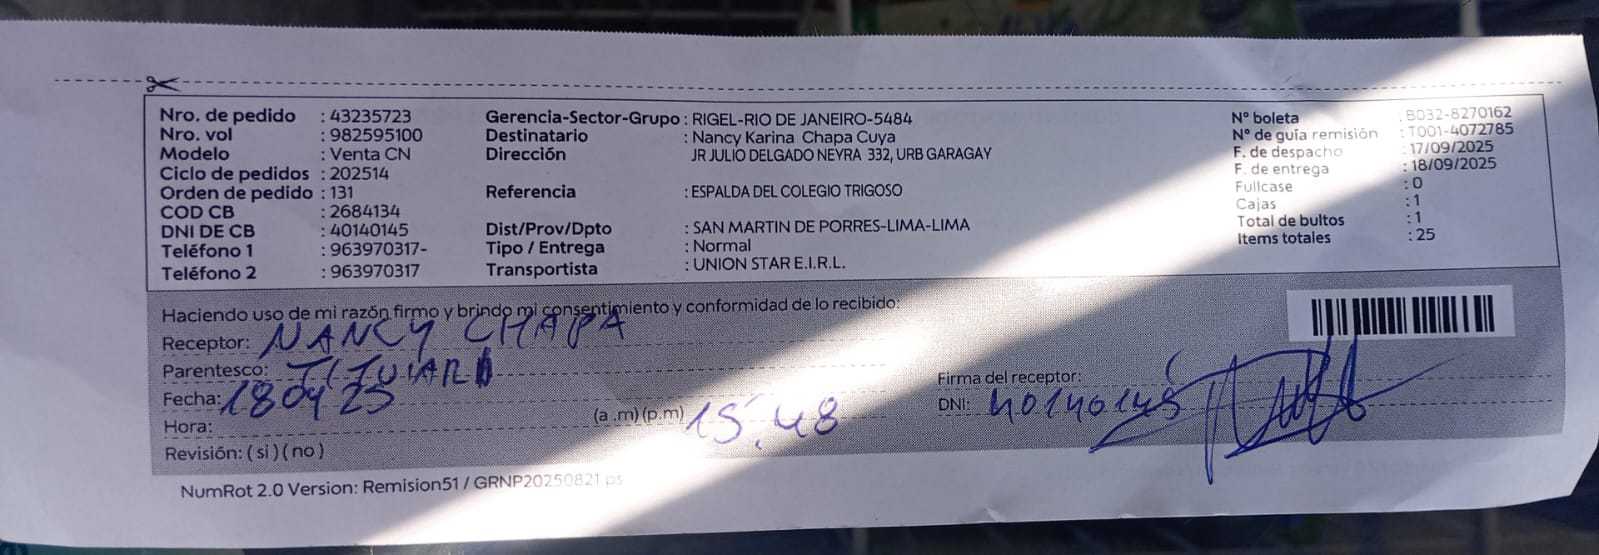 Nro. de pedido : 43235723
Nro. vol : 982595100
Modelo : Venta CN
Ciclo de pedidos : 202514
Orden de pedido : 131
COD CB : 2684134
DNI DE CB : 40140145
Teléfono 1 : 963970317-
Teléfono 2 : 963970317
Gerencia-Sector-Grupo : RIGEL-RIO DE JANEIRO-5484
Destinatario : Nancy Karina Chapa Cuya
Dirección JR JULIO DELGADO NEYRA 332, URB GARAGAY
Referencia : ESPALDA DEL COLEGIO TRIGOSO
Dist/Prov/Dpto : SAN MARTIN DE PORRES-LIMA-LIMA
Tipo / Entrega : Normal
Transportista : UNION STAR E.I.R.L.
N° boleta : B032-8270162
N° de guía remisión : T001-4072785
F. de despacho : 17/09/2025
F. de entrega : 18/09/2025
Fullcase : 0
Cajas : 1
Total de bultos : 1
Items totales : 25
Haciendo uso de mi razón firmo y brindo mi consentimiento y conformidad de lo recibido:
Receptor: NANCY CHAPA
Parentesco: TITULAR
Fecha: 180925
Hora: (a .m) (p.m) 15:48
Revisión: ( si ) ( no )
Firma del receptor:
DNI: 40140145
NumRot 2.0 Version: Remision51 / GRNP20250821.ps